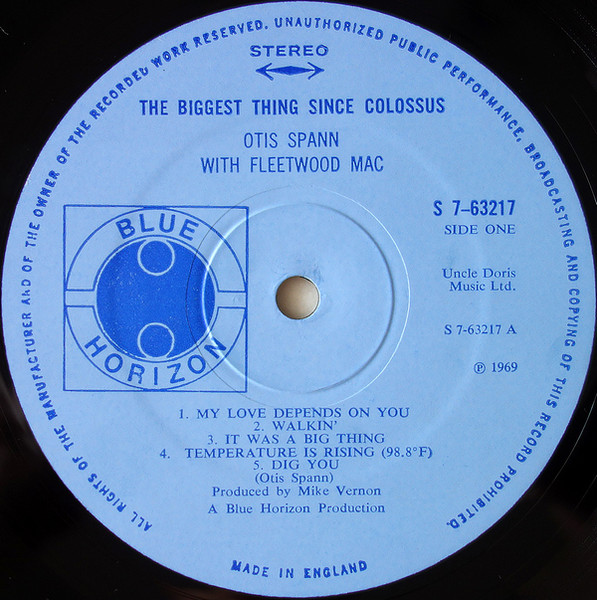 ALL RIGHTS OF THE MANUFACTURER AND OF THE OWNER OF THE RECORDED WORK RESERVED. UNAUTHORIZED PUBLIC PERFORMANCE, BROADCASTING AND COPYING OF THIS RECORD PROHIBITED.
STEREO
THE BIGGEST THING SINCE COLOSSUS
OTIS SPANN
WITH FLEETWOOD MAC
BLUE
HORIZON
S 7-63217
SIDE ONE
Uncle Doris
Music Ltd.
S 7-63217 A
℗ 1969
1. MY LOVE DEPENDS ON YOU
2. WALKIN'
3. IT WAS A BIG THING
4. TEMPERATURE IS RISING (98.8°F)
5. DIG YOU
(Otis Spann)
Produced by Mike Vernon
A Blue Horizon Production
MADE IN ENGLAND